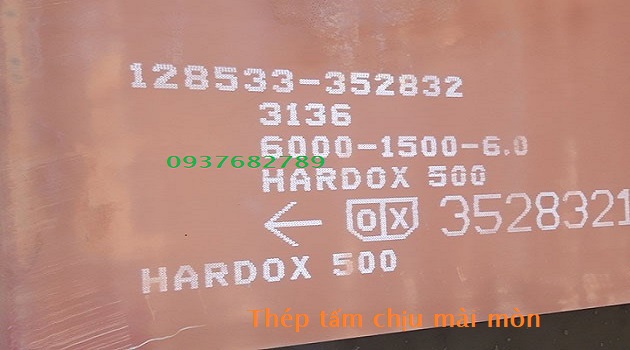 128533-352832
3136
6000-1500-6.0
0937682789
HARDOX 500
← OX 3528321
HARDOX 500
Thép tấm chịu mài mòn